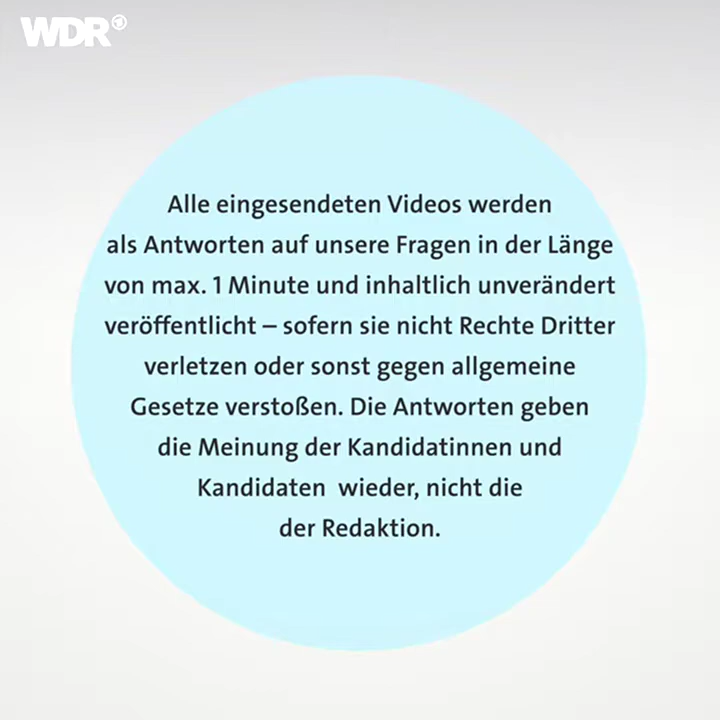 WDR
Alle eingesendeten Videos werden
als Antworten auf unsere Fragen in der Länge
von max. 1 Minute und inhaltlich unverändert
veröffentlicht – sofern sie nicht Rechte Dritter
verletzen oder sonst gegen allgemeine
Gesetze verstoßen. Die Antworten geben
die Meinung der Kandidatinnen und
Kandidaten  wieder, nicht die
der Redaktion.